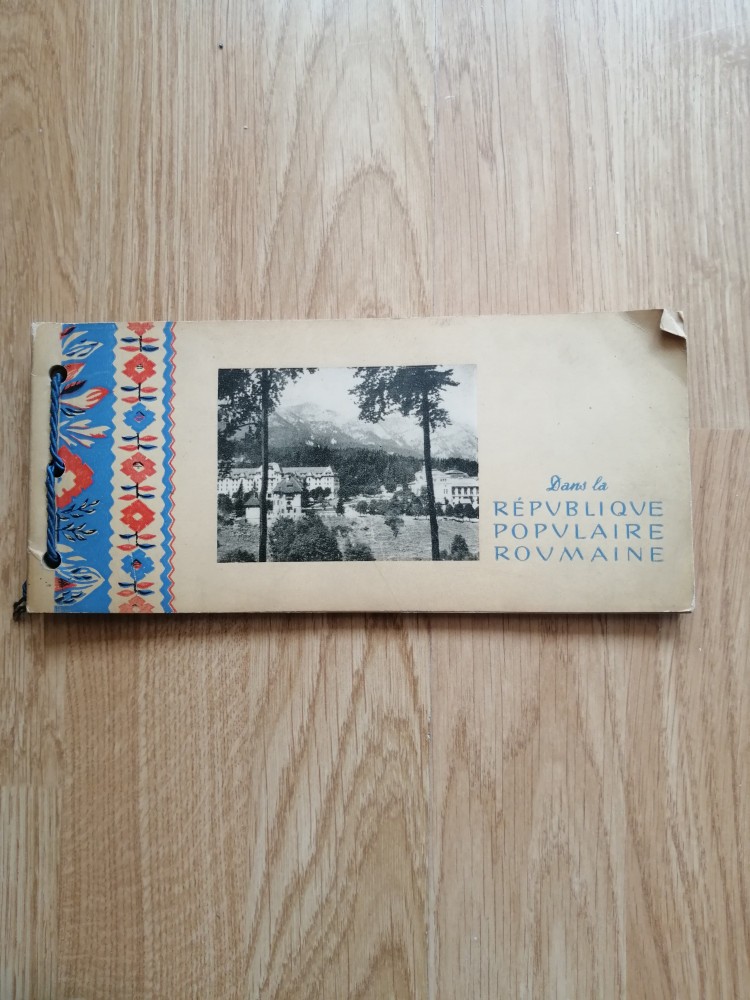 Dans la
RÉPVBLIQVE
POPVLAIRE
ROVMAINE